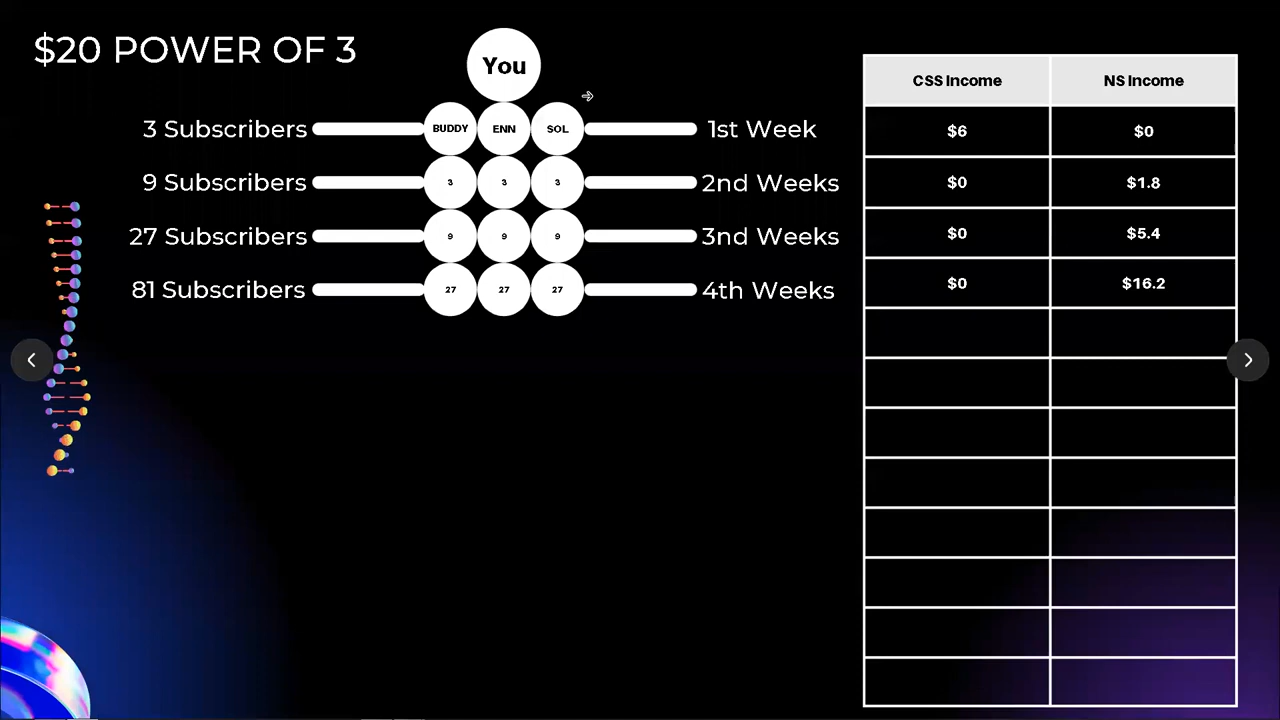 $20 POWER OF 3
You
3 Subscribers BUDDY ENN SOL 1st Week
9 Subscribers 3 3 3 2nd Weeks
27 Subscribers 9 9 9 3nd Weeks
81 Subscribers 27 27 27 4th Weeks
CSS Income NS Income
$6 $0
$0 $1.8
$0 $5.4
$0 $16.2